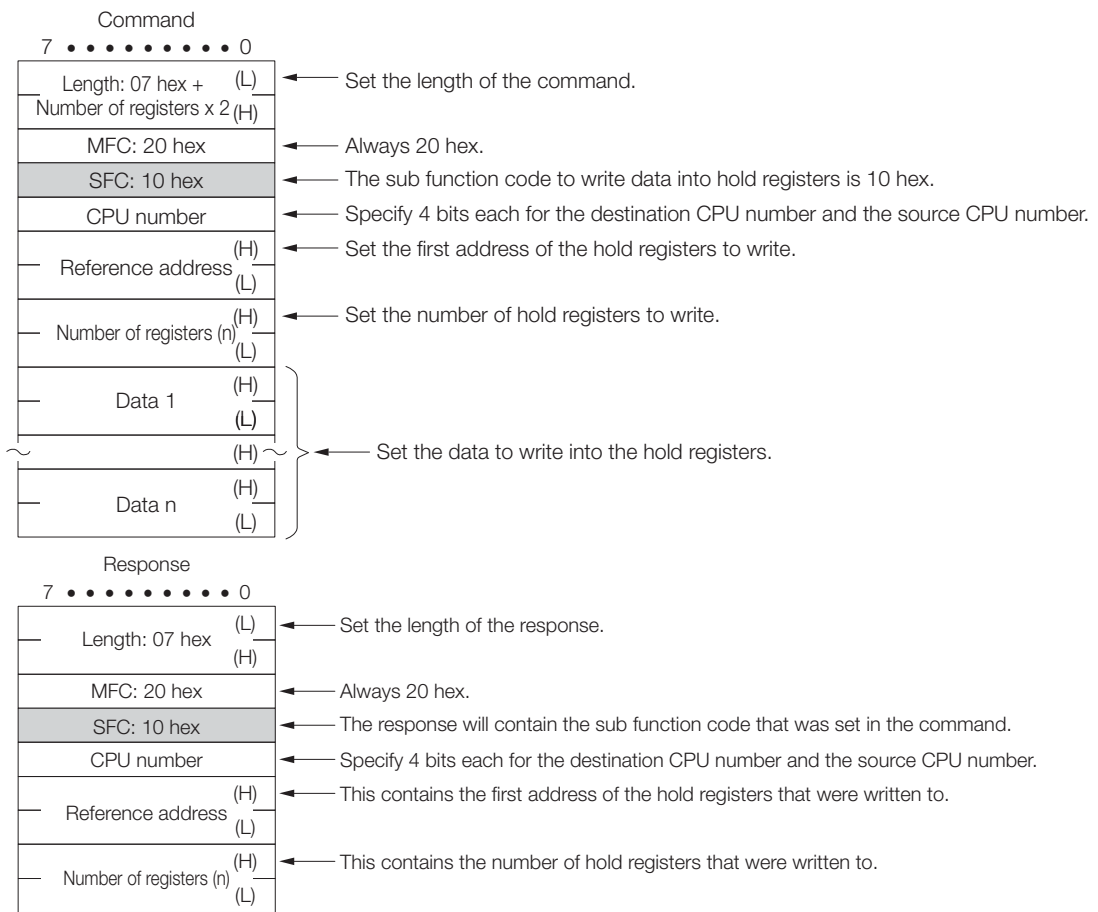 Command
7 • • • • • • • • • 0
Length: 07 hex + (L)
Number of registers x 2 (H)
Set the length of the command.
MFC: 20 hex
Always 20 hex.
SFC: 10 hex
The sub function code to write data into hold registers is 10 hex.
CPU number
Specify 4 bits each for the destination CPU number and the source CPU number.
Reference address (H)
(L)
Set the first address of the hold registers to write.
Number of registers (n) (H)
(L)
Set the number of hold registers to write.
Data 1 (H)
(L)
(H)
Set the data to write into the hold registers.
Data n (H)
(L)
Response
7 • • • • • • • • • 0
Length: 07 hex (L)
(H)
Set the length of the response.
MFC: 20 hex
Always 20 hex.
SFC: 10 hex
The response will contain the sub function code that was set in the command.
CPU number
Specify 4 bits each for the destination CPU number and the source CPU number.
Reference address (H)
(L)
This contains the first address of the hold registers that were written to.
Number of registers (n) (H)
(L)
This contains the number of hold registers that were written to.